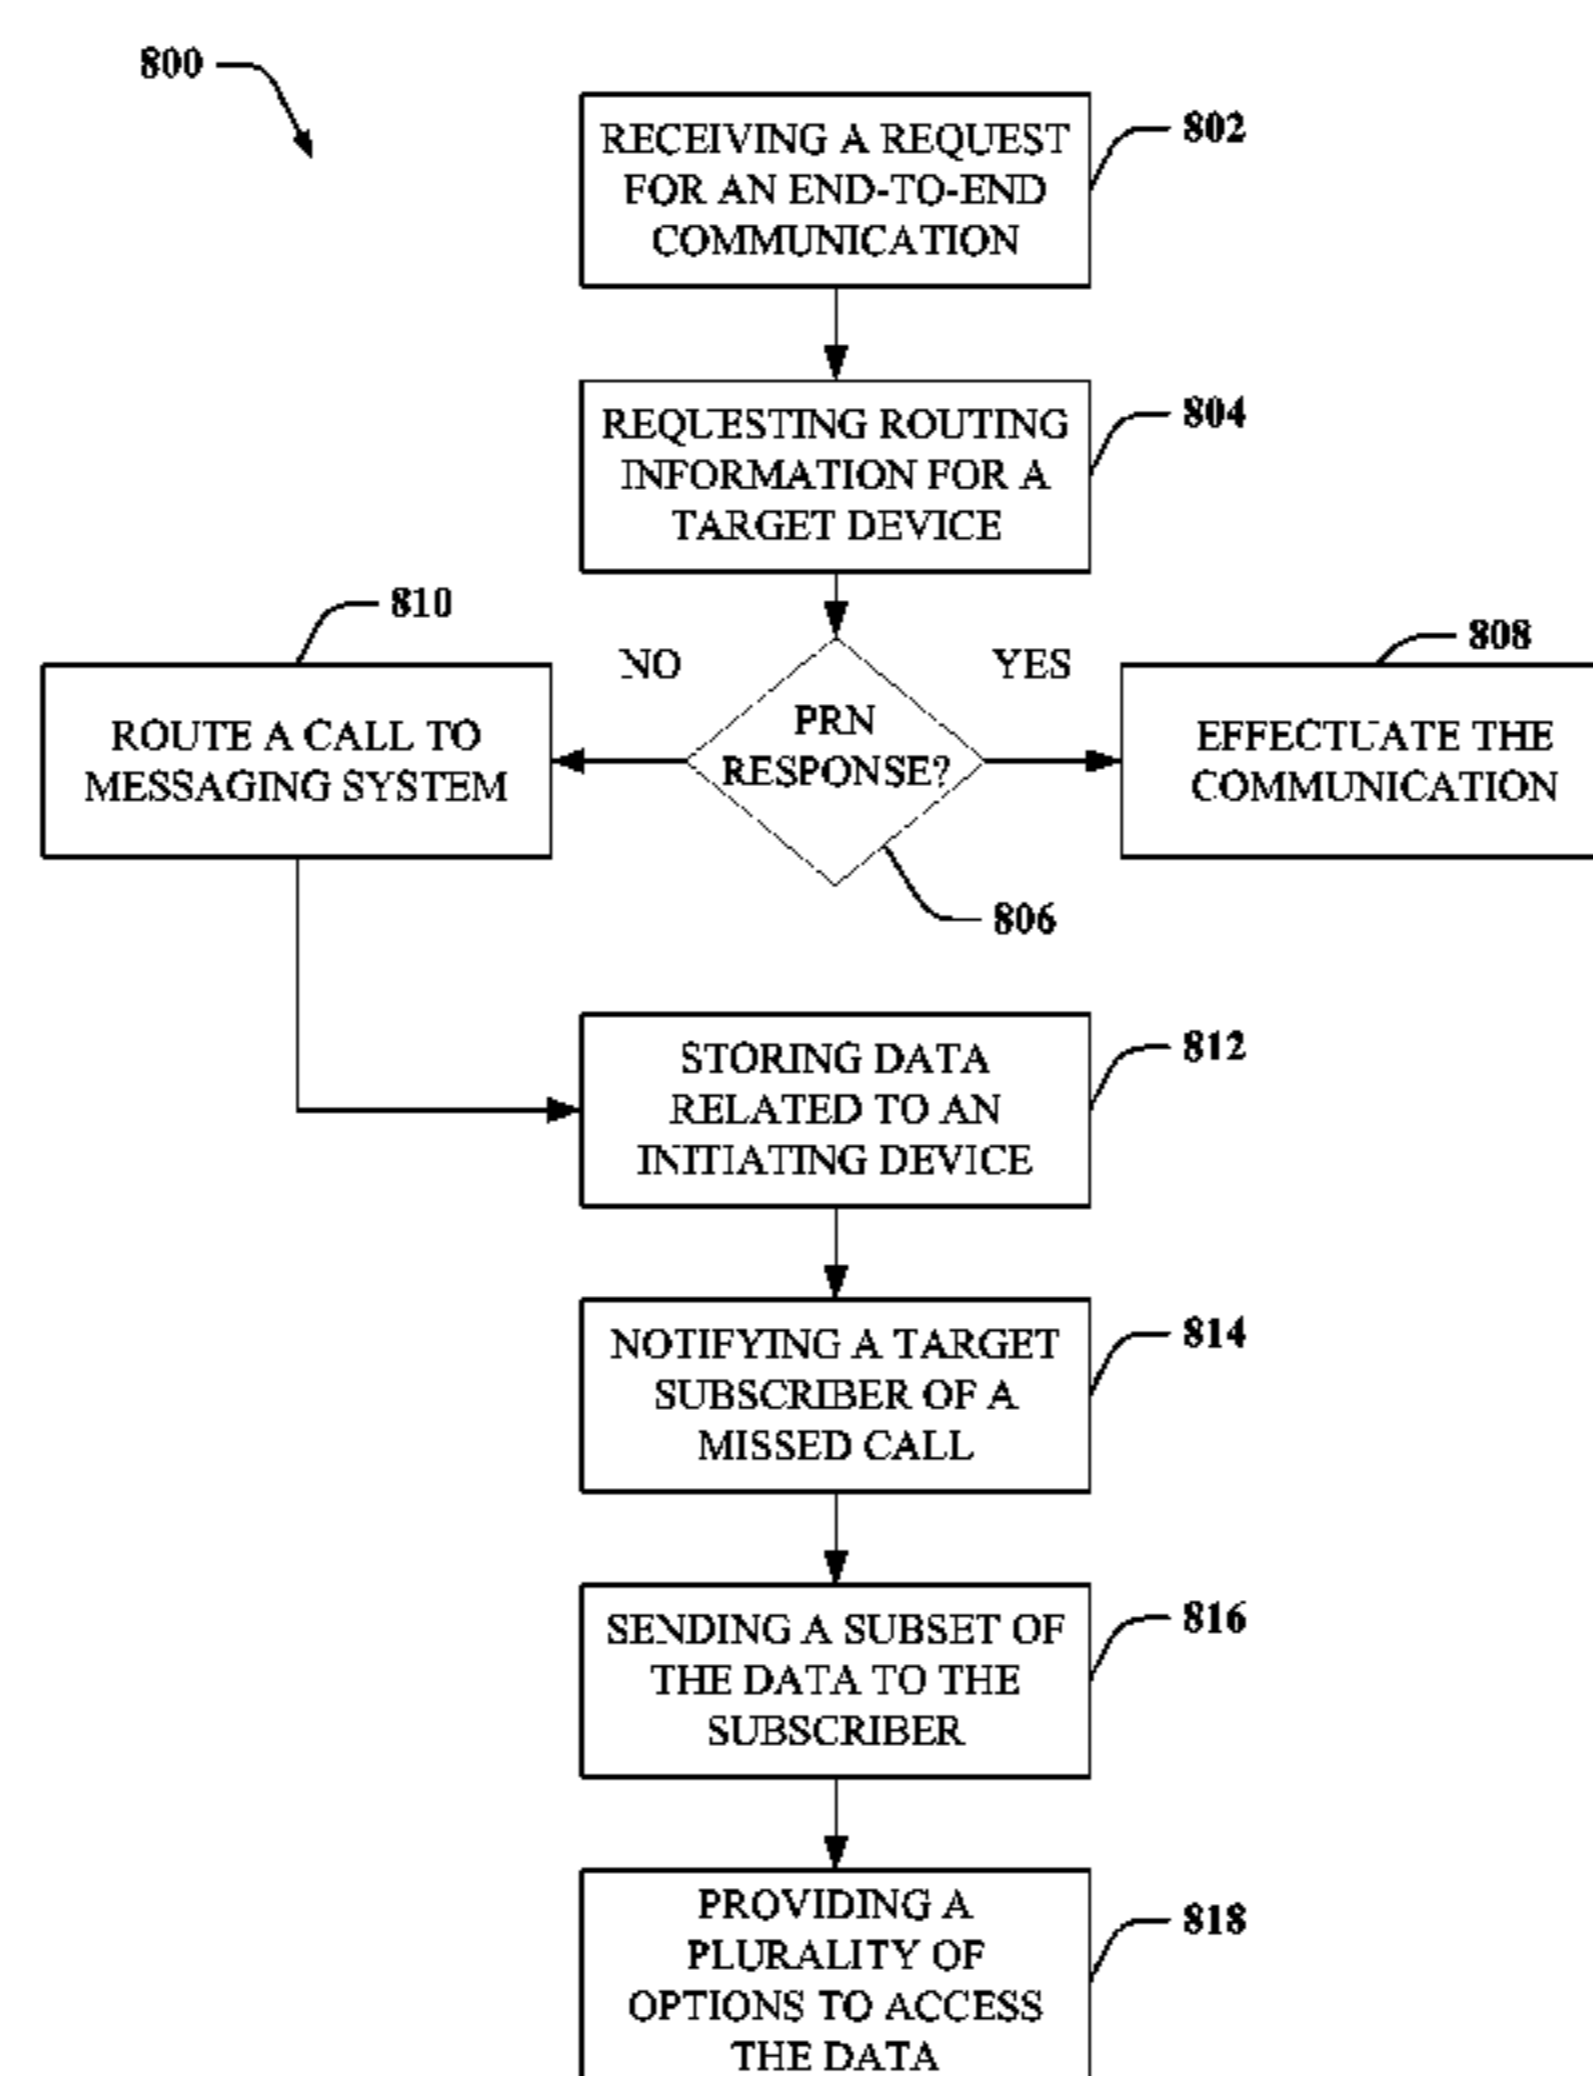 800
RECEIVING A REQUEST
FOR AN END-TO-END
COMMUNICATION
802
REQUESTING ROUTING
INFORMATION FOR A
TARGET DEVICE
804
810
NO
YES
808
ROUTE A CALL TO
MESSAGING SYSTEM
PRN
RESPONSE?
EFFECTUATE THE
COMMUNICATION
806
STORING DATA
RELATED TO AN
INITIATING DEVICE
812
NOTIFYING A TARGET
SUBSCRIBER OF A
MISSED CALL
814
SENDING A SUBSET OF
THE DATA TO THE
SUBSCRIBER
816
PROVIDING A
PLURALITY OF
OPTIONS TO ACCESS
THE DATA
818